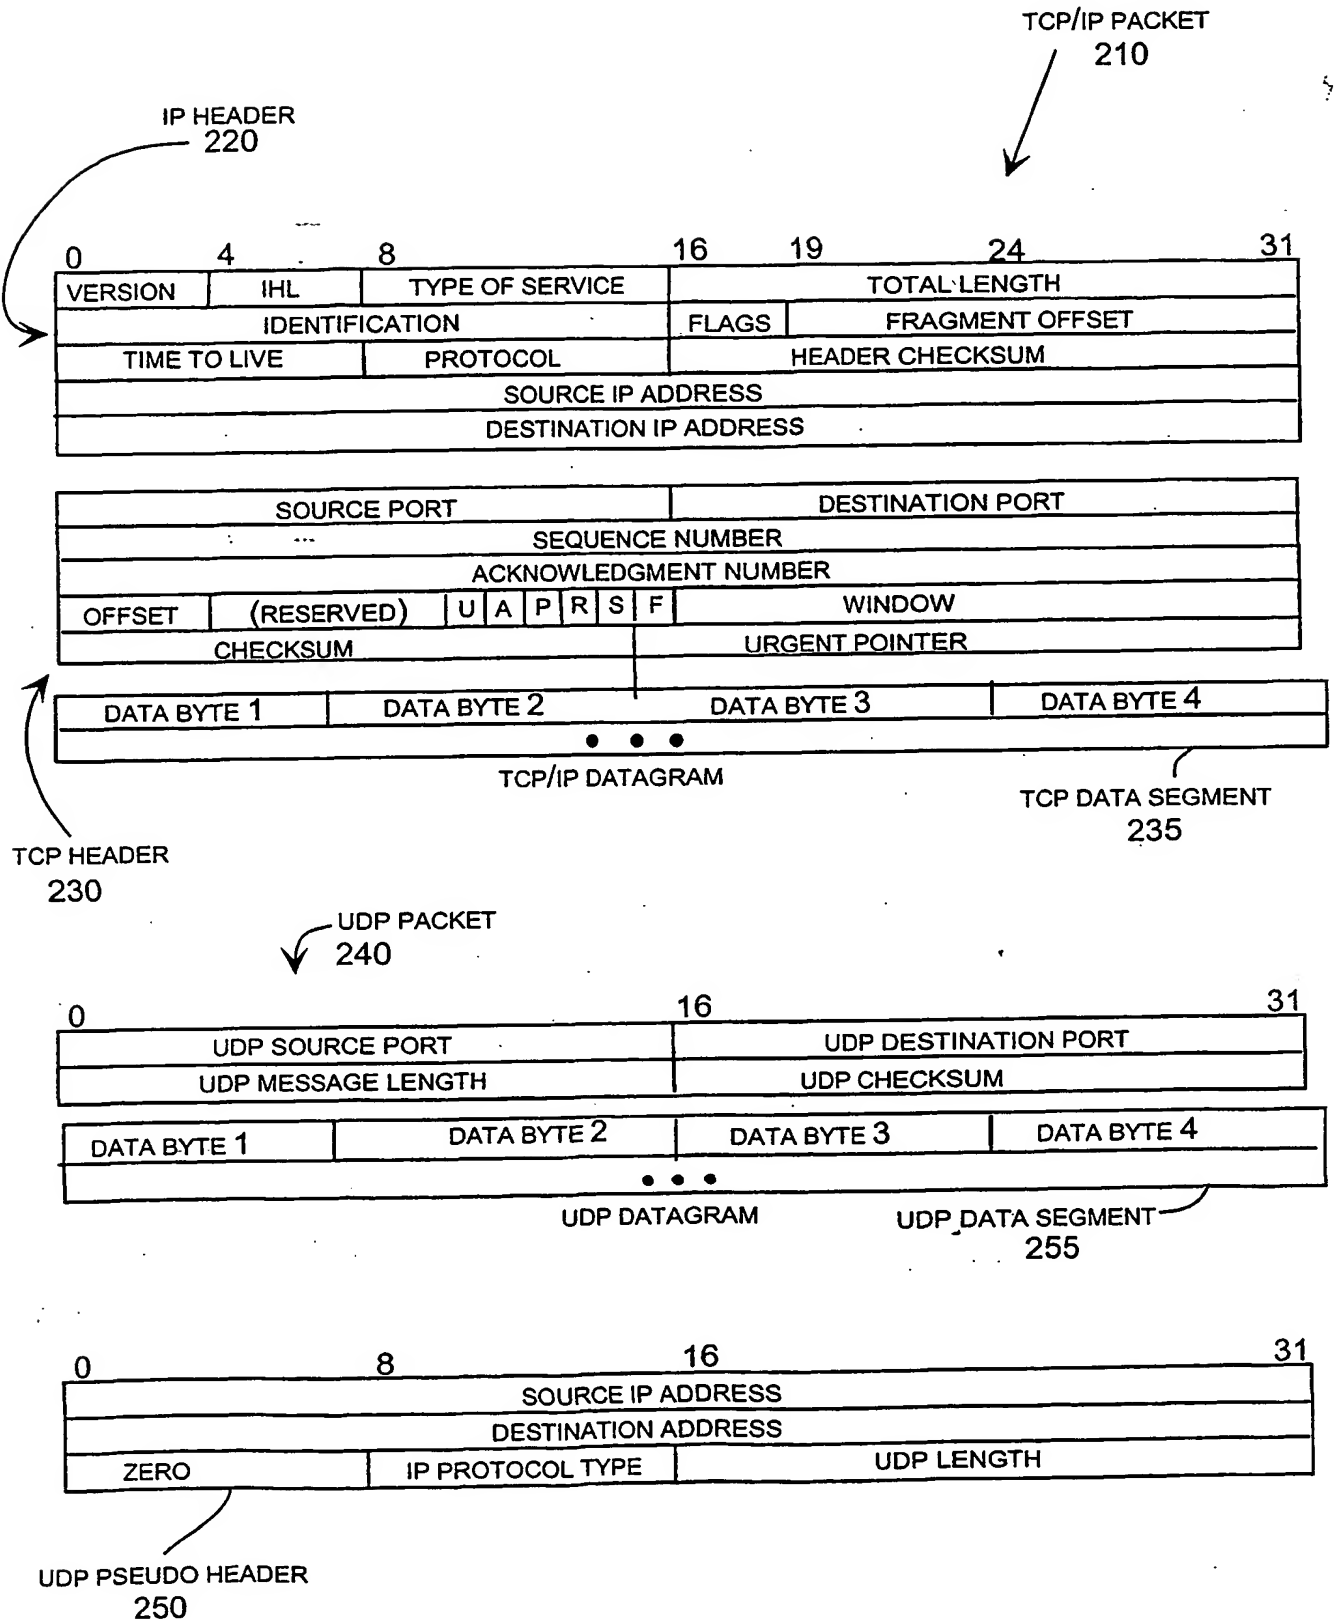 TCP/IP PACKET
210
IP HEADER
220
0 4 8 16 19 24 31
VERSION IHL TYPE OF SERVICE TOTAL LENGTH
IDENTIFICATION FLAGS FRAGMENT OFFSET
TIME TO LIVE PROTOCOL HEADER CHECKSUM
SOURCE IP ADDRESS
DESTINATION IP ADDRESS
SOURCE PORT DESTINATION PORT
SEQUENCE NUMBER
ACKNOWLEDGMENT NUMBER
OFFSET (RESERVED) U A P R S F WINDOW
CHECKSUM URGENT POINTER
DATA BYTE 1 DATA BYTE 2 DATA BYTE 3 DATA BYTE 4
TCP/IP DATAGRAM
TCP DATA SEGMENT
235
TCP HEADER
230
UDP PACKET
240
0 16 31
UDP SOURCE PORT UDP DESTINATION PORT
UDP MESSAGE LENGTH UDP CHECKSUM
DATA BYTE 1 DATA BYTE 2 DATA BYTE 3 DATA BYTE 4
UDP DATAGRAM
UDP DATA SEGMENT
255
0 8 16 31
SOURCE IP ADDRESS
DESTINATION ADDRESS
ZERO IP PROTOCOL TYPE UDP LENGTH
UDP PSEUDO HEADER
250